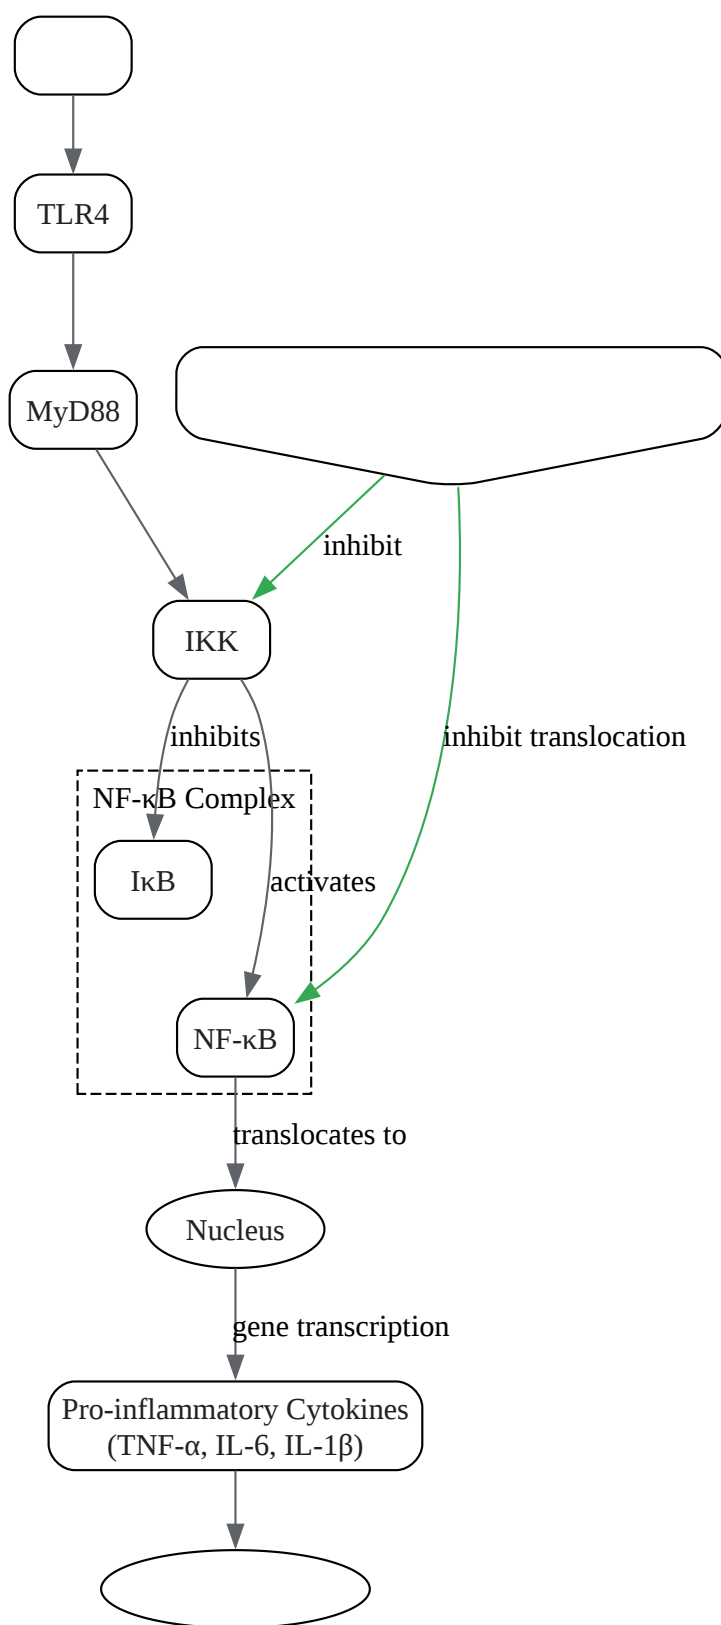 TLR4
MyD88
inhibit
IKK
inhibits
inhibit translocation
NF-κB Complex
IκB
activates
NF-κB
translocates to
Nucleus
gene transcription
Pro-inflammatory Cytokines
(TNF-α, IL-6, IL-1β)